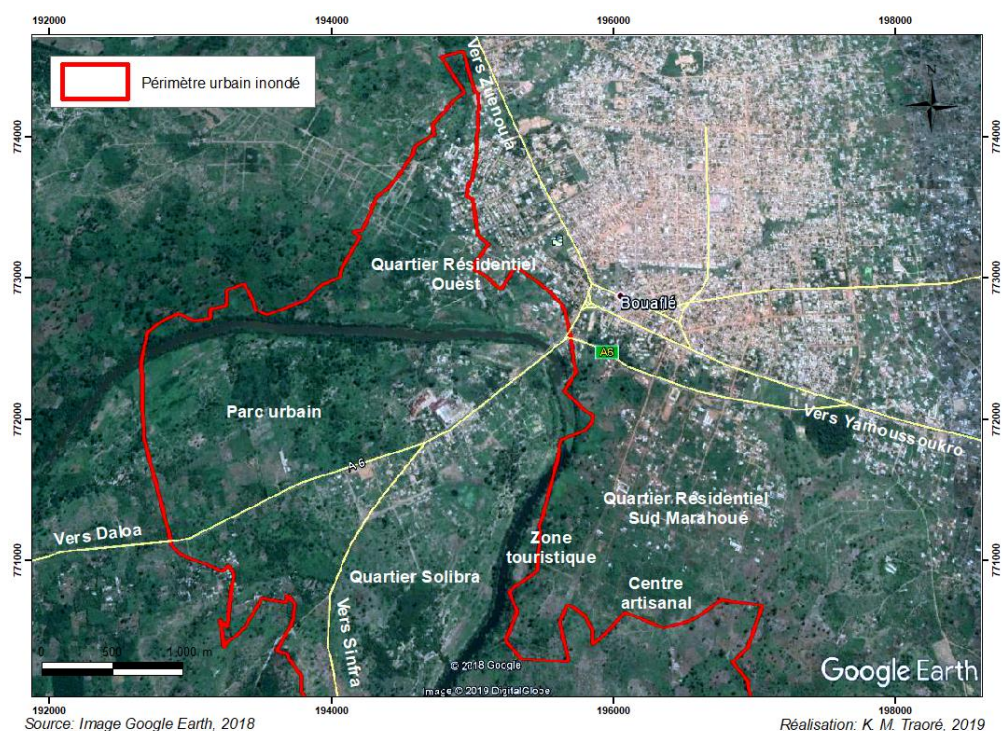 192000 194000 196000 198000
Périmètre urbain inondé
Vers Zuénoula
N
774000 774000
773000 773000
Quartier Résidentiel
Ouest
Bouaflé
A6
772000 772000
Parc urbain
Vers Yamoussoukro
A-6
Quartier Résidentiel
Sud Marahoué
Vers Daloa
Zone
touristique
771000 771000
Quartier Solibra
Centre
artisanal
Vers Sinfra
0 500 1 000 m
© 2018 Google
Google Earth
Image © 2019 DigitalGlobe
192000 194000 196000 198000
Source: Image Google Earth, 2018
Réalisation: K. M. Traoré, 2019